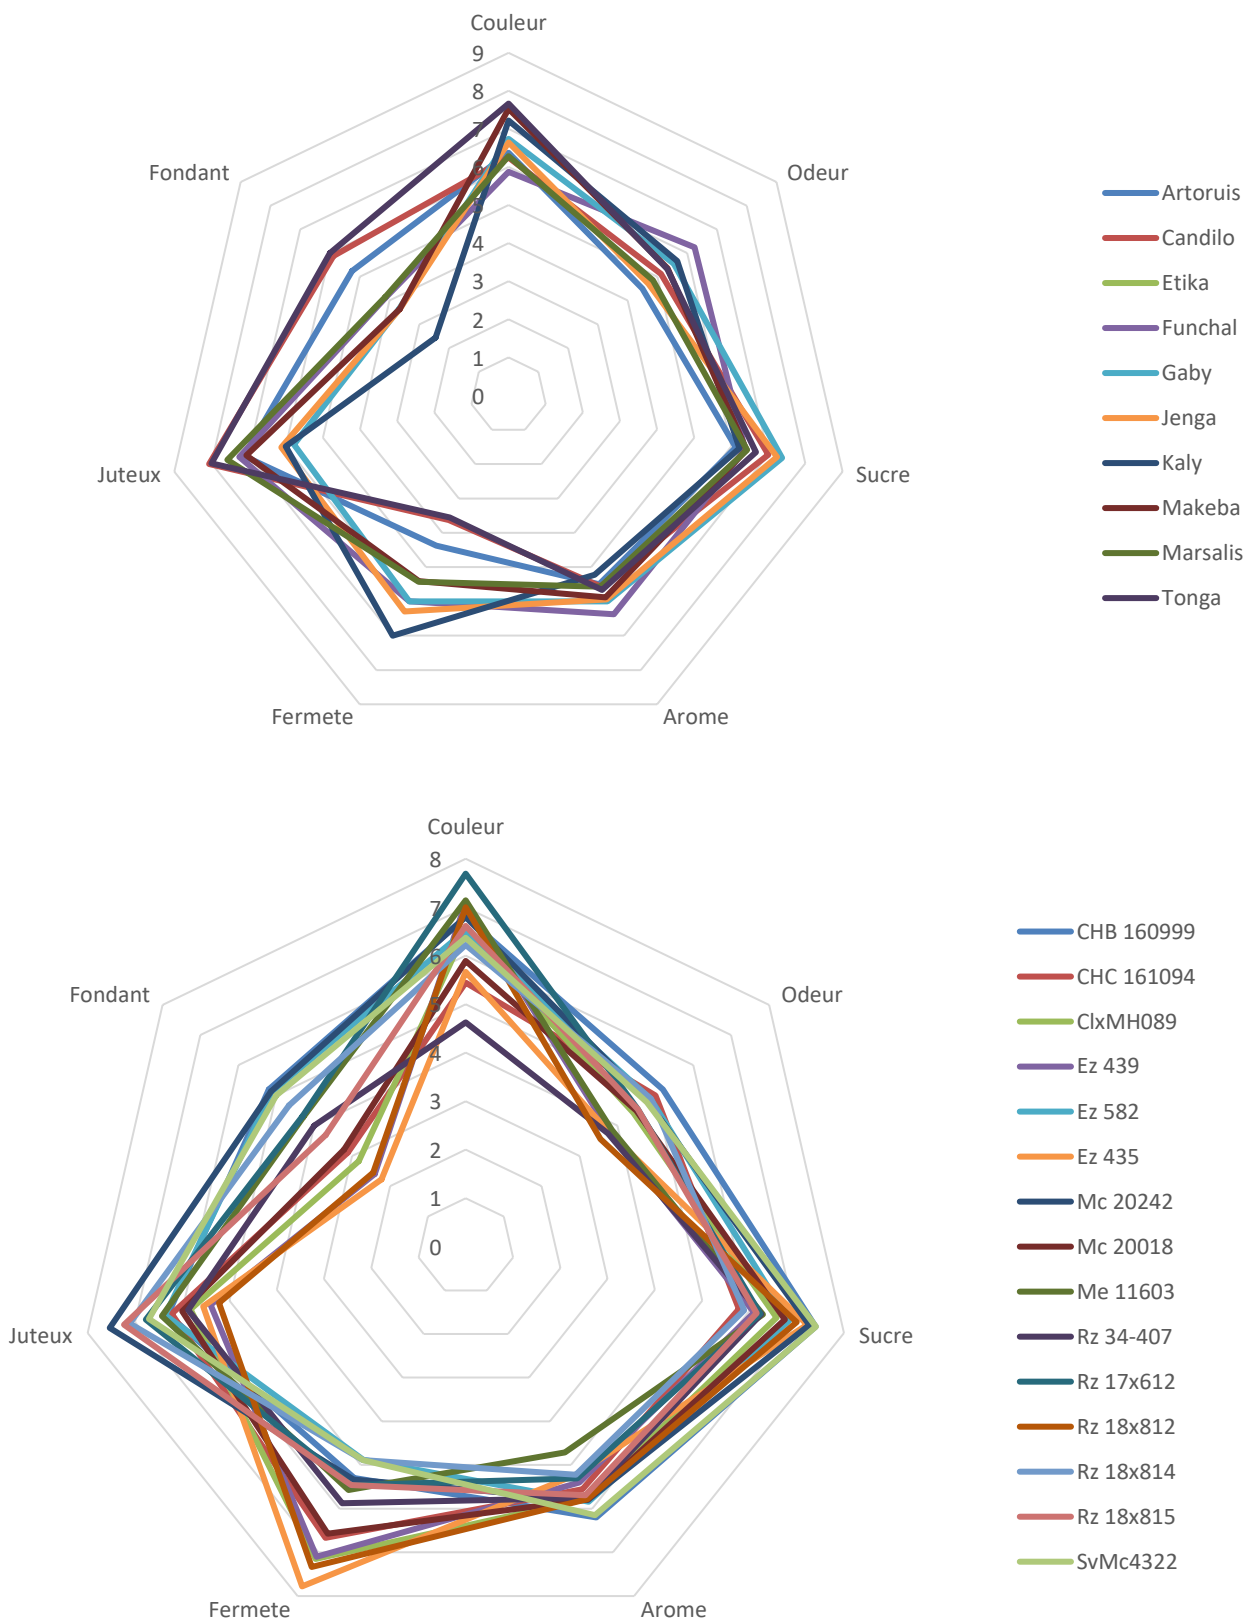 Couleur
9
8
7
6
5
4
3
2
1
0
Odeur
Sucre
Arome
Fermete
Juteux
Fondant
Artoruis
Candilo
Etika
Funchal
Gaby
Jenga
Kaly
Makeba
Marsalis
Tonga
Couleur
8
7
6
5
4
3
2
1
0
Odeur
Sucre
Arome
Fermete
Juteux
Fondant
CHB 160999
CHC 161094
ClxMH089
Ez 439
Ez 582
Ez 435
Mc 20242
Mc 20018
Me 11603
Rz 34-407
Rz 17x612
Rz 18x812
Rz 18x814
Rz 18x815
SvMc4322